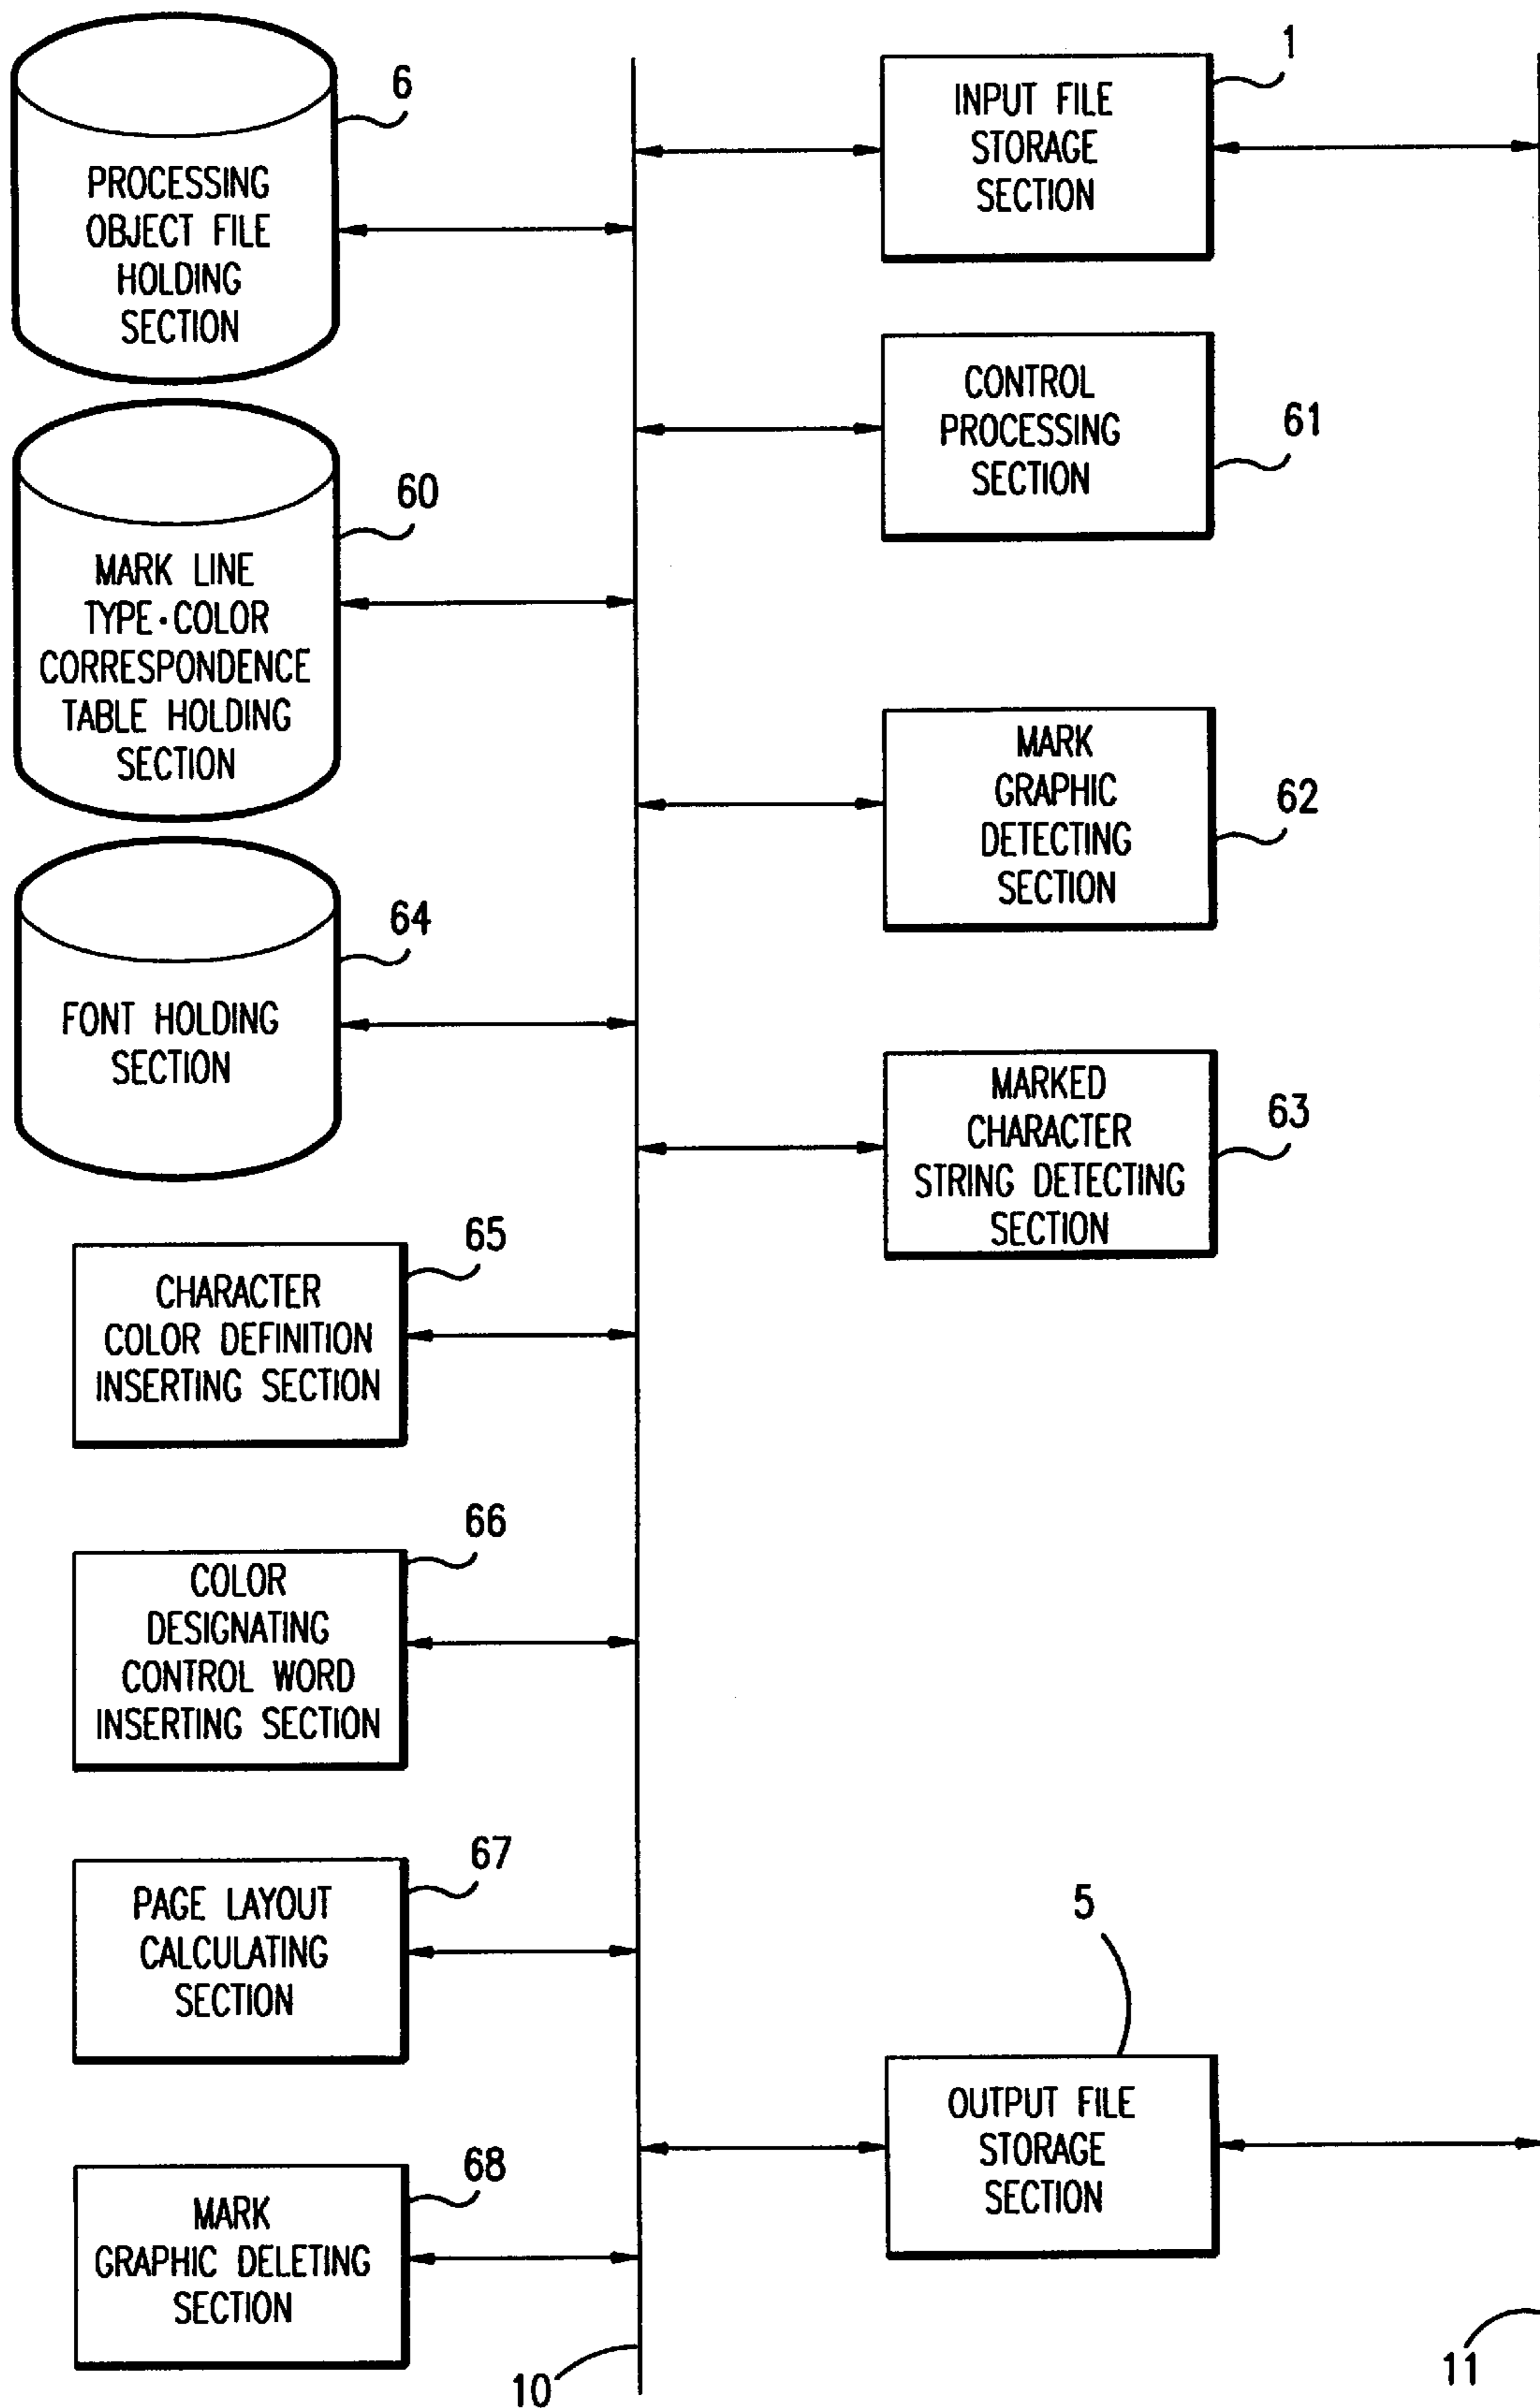 6
PROCESSING
OBJECT FILE
HOLDING
SECTION
60
MARK LINE
TYPE·COLOR
CORRESPONDENCE
TABLE HOLDING
SECTION
64
FONT HOLDING
SECTION
65
CHARACTER
COLOR DEFINITION
INSERTING SECTION
66
COLOR
DESIGNATING
CONTROL WORD
INSERTING SECTION
67
PAGE LAYOUT
CALCULATING
SECTION
68
MARK
GRAPHIC DELETING
SECTION
10
1
INPUT FILE
STORAGE
SECTION
CONTROL
PROCESSING
SECTION
61
MARK
GRAPHIC
DETECTING
SECTION
62
MARKED
CHARACTER
STRING DETECTING
SECTION
63
5
OUTPUT FILE
STORAGE
SECTION
11